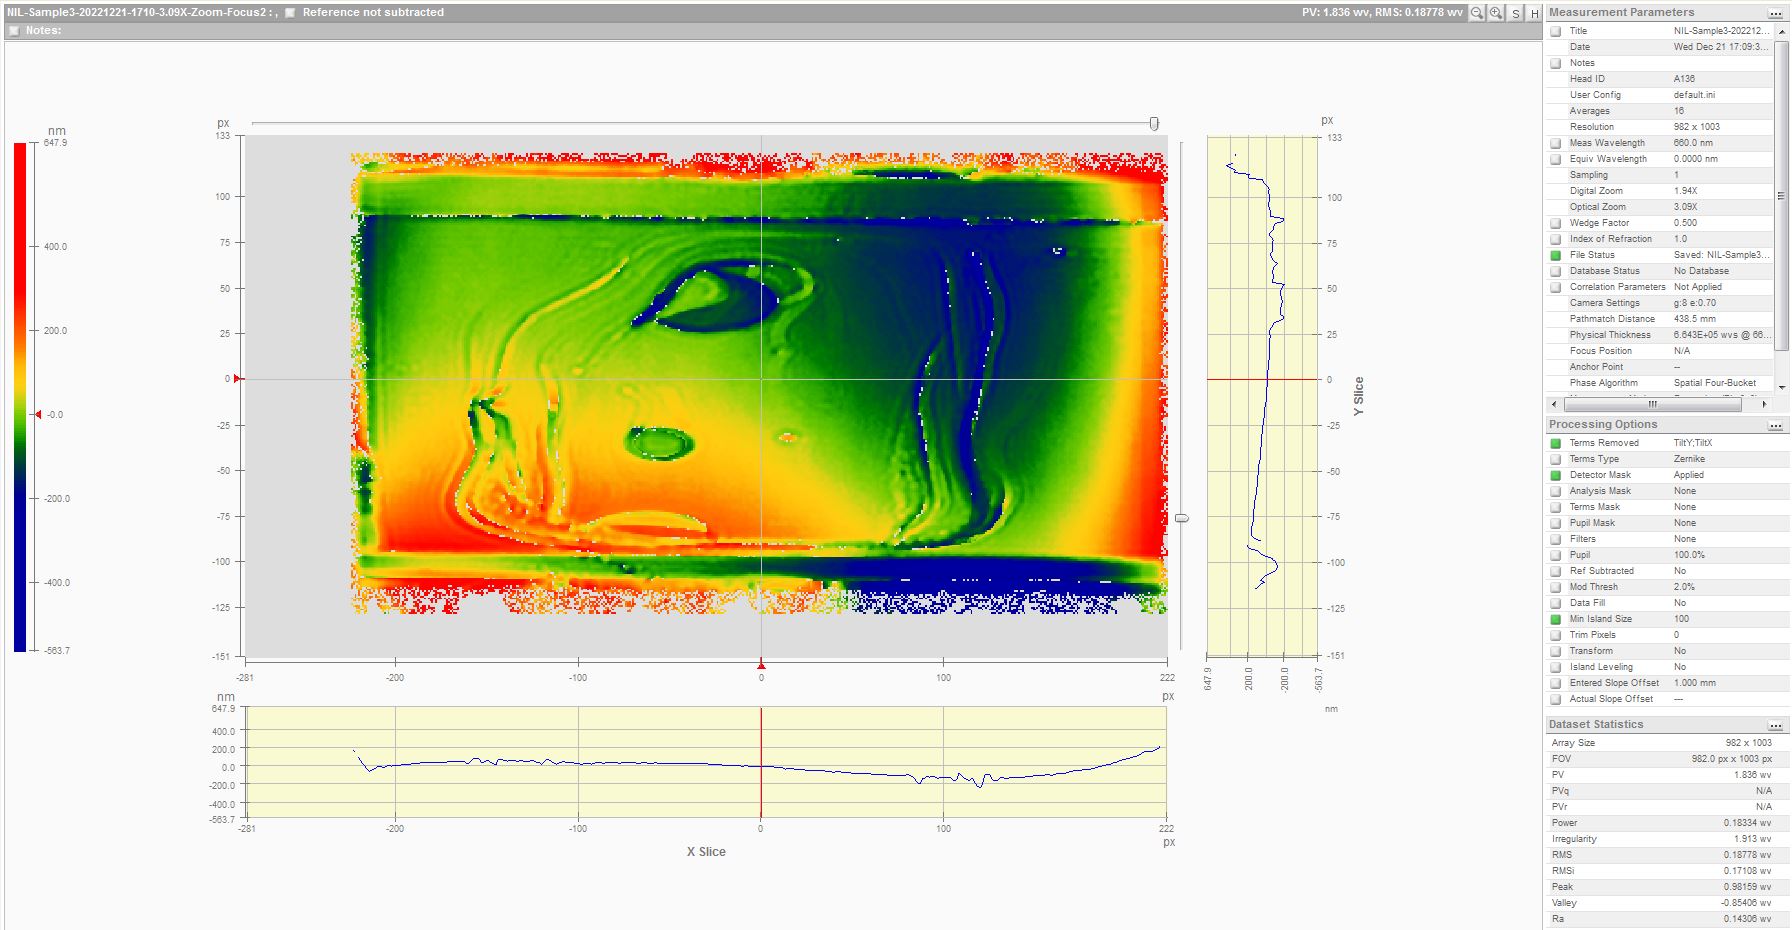 NIL-Sample3-20221221-1710-3.09X-Zoom-Focus2 : , Reference not subtracted PV: 1.836 wv, RMS: 0.18778 wv S H
Notes:
nm
647.9
400.0
200.0
-0.0
-200.0
-400.0
-563.7
px
133
100
75
50
25
0
-25
-50
-75
-100
-125
-151
-281 -200 -100 0 100 222
px
px
133
100
75
50
25
0
-25
-50
-75
-100
-125
-151
Y Slice
647.9 200.0 -200.0 -563.7
nm
nm
647.9
400.0
200.0
0.0
-200.0
-400.0
-563.7
-281 -200 -100 0 100 222
px
X Slice
Measurement Parameters ...
Title NIL-Sample3-202212...
Date Wed Dec 21 17:09:3...
Notes
Head ID A136
User Config default.ini
Averages 16
Resolution 982 x 1003
Meas Wavelength 660.0 nm
Equiv Wavelength 0.0000 nm
Sampling 1
Digital Zoom 1.94X
Optical Zoom 3.09X
Wedge Factor 0.500
Index of Refraction 1.0
File Status Saved: NIL-Sample3...
Database Status No Database
Correlation Parameters Not Applied
Camera Settings g:8 e:0.70
Pathmatch Distance 438.5 mm
Physical Thickness 6.643E+05 wvs @ 66...
Focus Position N/A
Anchor Point --
Phase Algorithm Spatial Four-Bucket
Processing Options ...
Terms Removed TiltY;TiltX
Terms Type Zernike
Detector Mask Applied
Analysis Mask None
Terms Mask None
Pupil Mask None
Filters None
Pupil 100.0%
Ref Subtracted No
Mod Thresh 2.0%
Data Fill No
Min Island Size 100
Trim Pixels 0
Transform No
Island Leveling No
Entered Slope Offset 1.000 mm
Actual Slope Offset ---
Dataset Statistics ...
Array Size 982 x 1003
FOV 982.0 px x 1003 px
PV 1.836 wv
PVq N/A
PVr N/A
Power 0.18334 wv
Irregularity 1.913 wv
RMS 0.18778 wv
RMSi 0.17108 wv
Peak 0.98159 wv
Valley -0.85406 wv
Ra 0.14306 wv